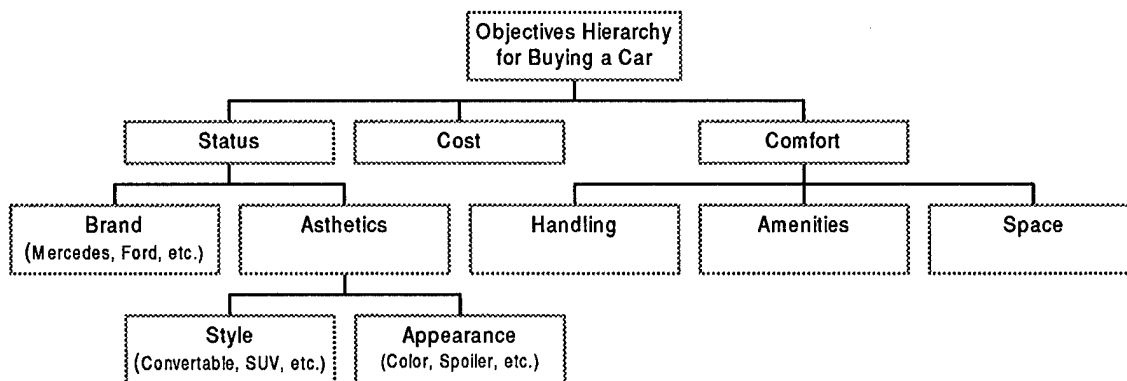 Objectives Hierarchy
for Buying a Car
Status
Cost
Comfort
Brand
(Mercedes, Ford, etc.)
Asthetics
Handling
Amenities
Space
Style
(Convertable, SUV, etc.)
Appearance
(Color, Spoiler, etc.)